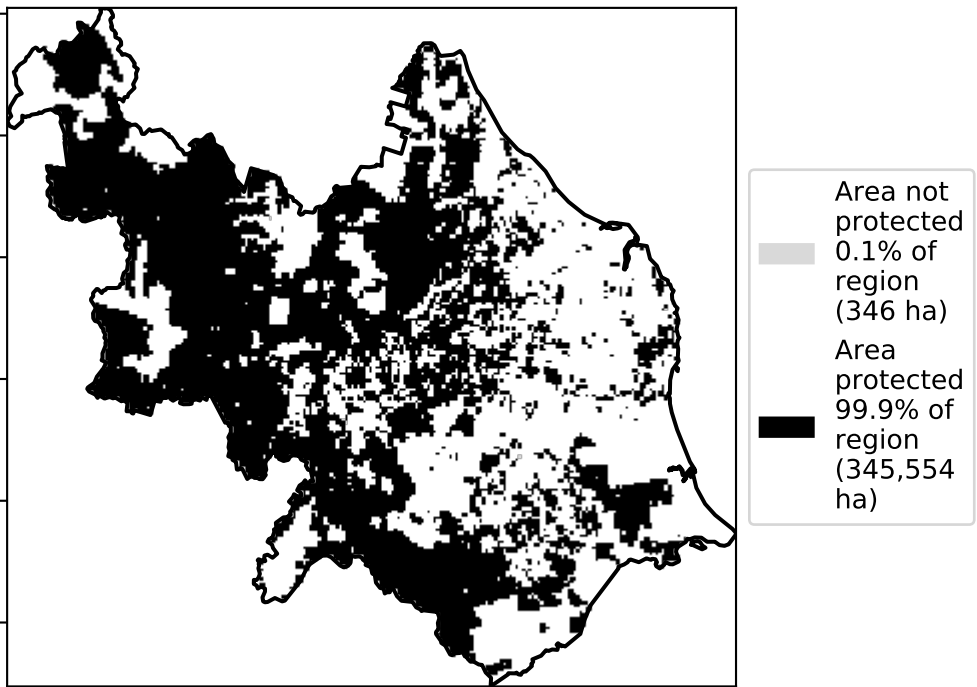 Area not
protected
0.1% of
region
(346 ha)
Area
protected
99.9% of
region
(345,554
ha)